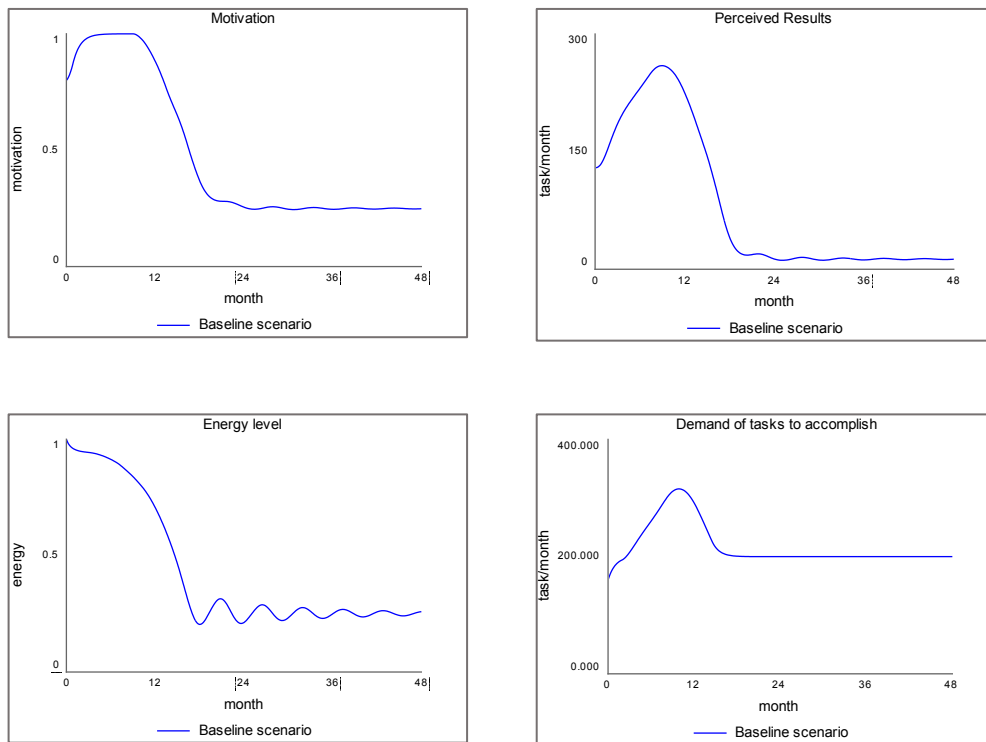 Motivation
1
0.5
0
motivation
0 12 24 36 48
month
Baseline scenario
Perceived Results
300
150
0
task/month
0 12 24 36 48
month
Baseline scenario
Energy level
1
0.5
0
energy
0 12 24 36 48
month
Baseline scenario
Demand of tasks to accomplish
400.000
200.000
0.000
task/month
0 12 24 36 48
month
Baseline scenario